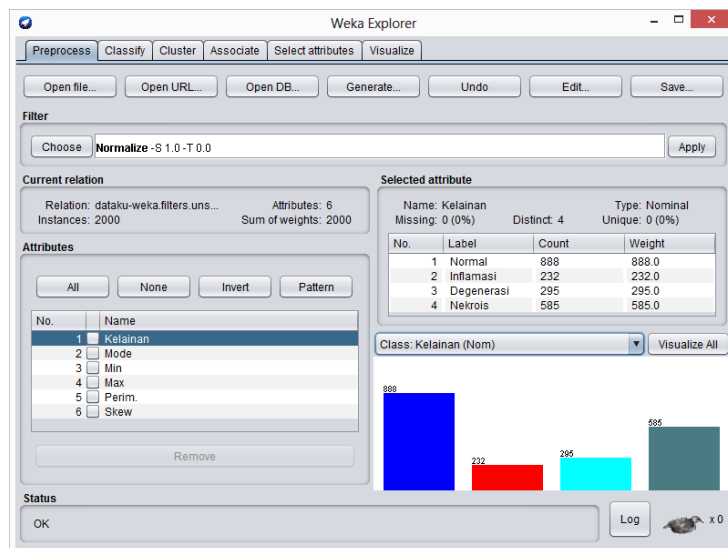 Weka Explorer
Preprocess Classify Cluster Associate Select attributes Visualize
Open file... Open URL... Open DB... Generate... Undo Edit... Save...
Filter
Choose Normalize -S 1.0 -T 0.0 Apply
Current relation
Relation: dataku-weka.filters.uns... Attributes: 6
Instances: 2000 Sum of weights: 2000
Attributes
All None Invert Pattern
No. Name
1 Kelainan
2 Mode
3 Min
4 Max
5 Perim.
6 Skew
Remove
Selected attribute
Name: Kelainan Type: Nominal
Missing: 0 (0%) Distinct: 4 Unique: 0 (0%)
No. Label Count Weight
1 Normal 888 888.0
2 Inflamasi 232 232.0
3 Degenerasi 295 295.0
4 Nekrois 585 585.0
Class: Kelainan (Nom) Visualize All
888
232
295
585
Status
OK
Log x 0